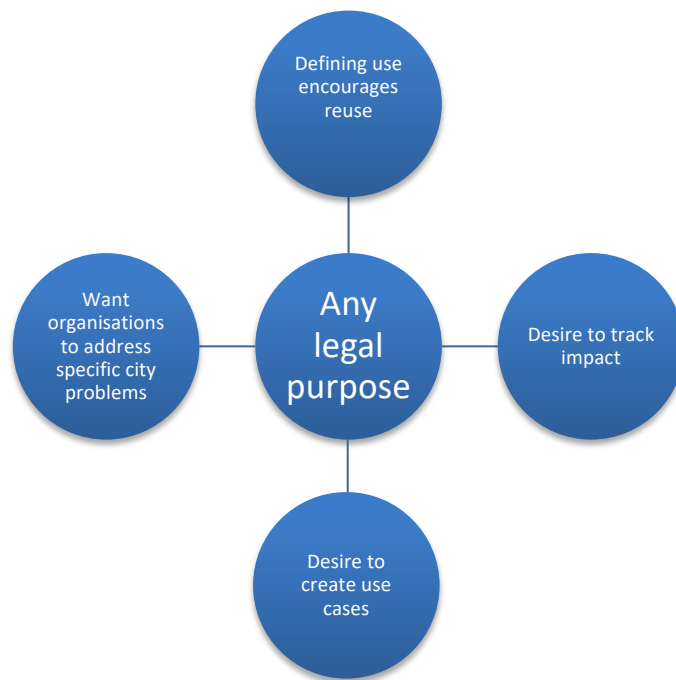 Defining use
encourages
reuse
Want
organisations
to address
specific city
problems
Any
legal
purpose
Desire to track
impact
Desire to
create use
cases